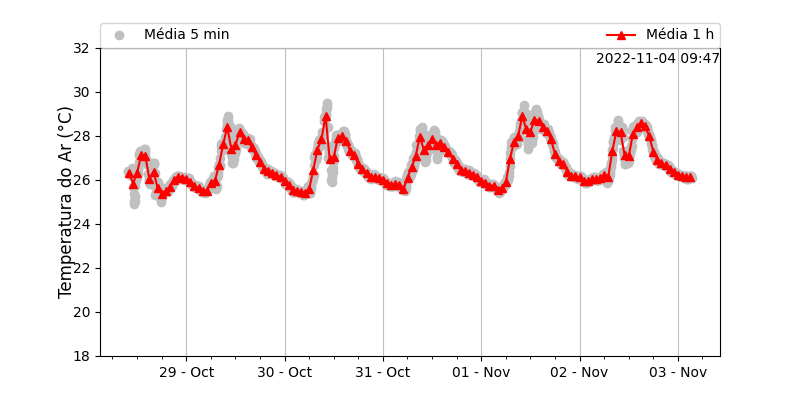 Média 5 min
Média 1 h
2022-11-04 09:47
Temperatura do Ar (°C)
32
30
28
26
24
22
20
18
29 - Oct
30 - Oct
31 - Oct
01 - Nov
02 - Nov
03 - Nov